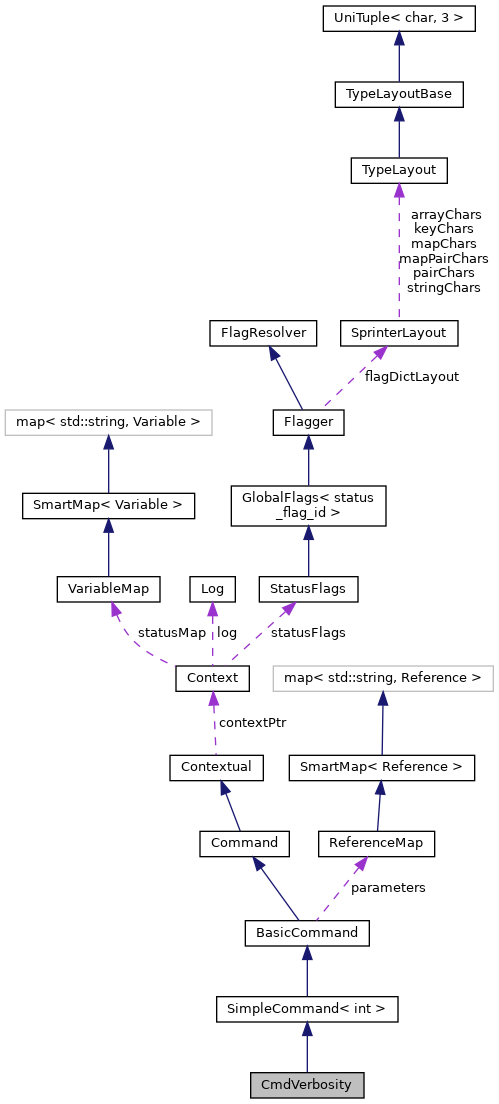 UniTuple< char, 3 >
TypeLayoutBase
TypeLayout
arrayChars
keyChars
mapChars
mapPairChars
pairChars
stringChars
FlagResolver
SprinterLayout
flagDictLayout
map< std::string, Variable >
Flagger
SmartMap< Variable >
GlobalFlags< status
_flag_id >
VariableMap
Log
StatusFlags
statusMap
log
statusFlags
Context
map< std::string, Reference >
contextPtr
Contextual
SmartMap< Reference >
Command
ReferenceMap
parameters
BasicCommand
SimpleCommand< int >
CmdVerbosity